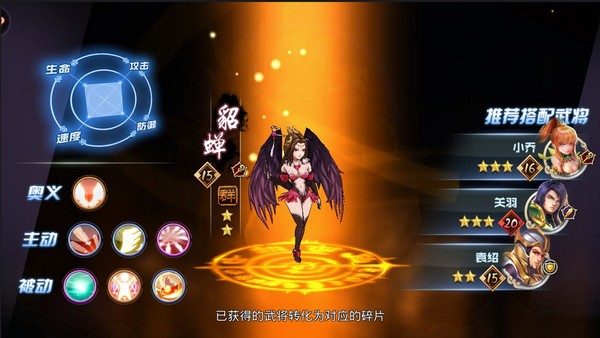 生命
攻击
速度
防御
奥义
主动
被动
貂蝉
15
群
推荐搭配武将
小乔
16
关羽
20
袁绍
15
已获得的武将转化为对应的碎片